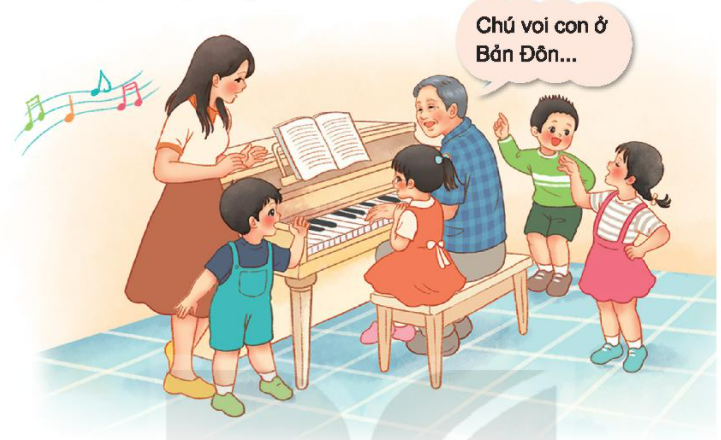 Chú voi con ở
Bản Đôn...